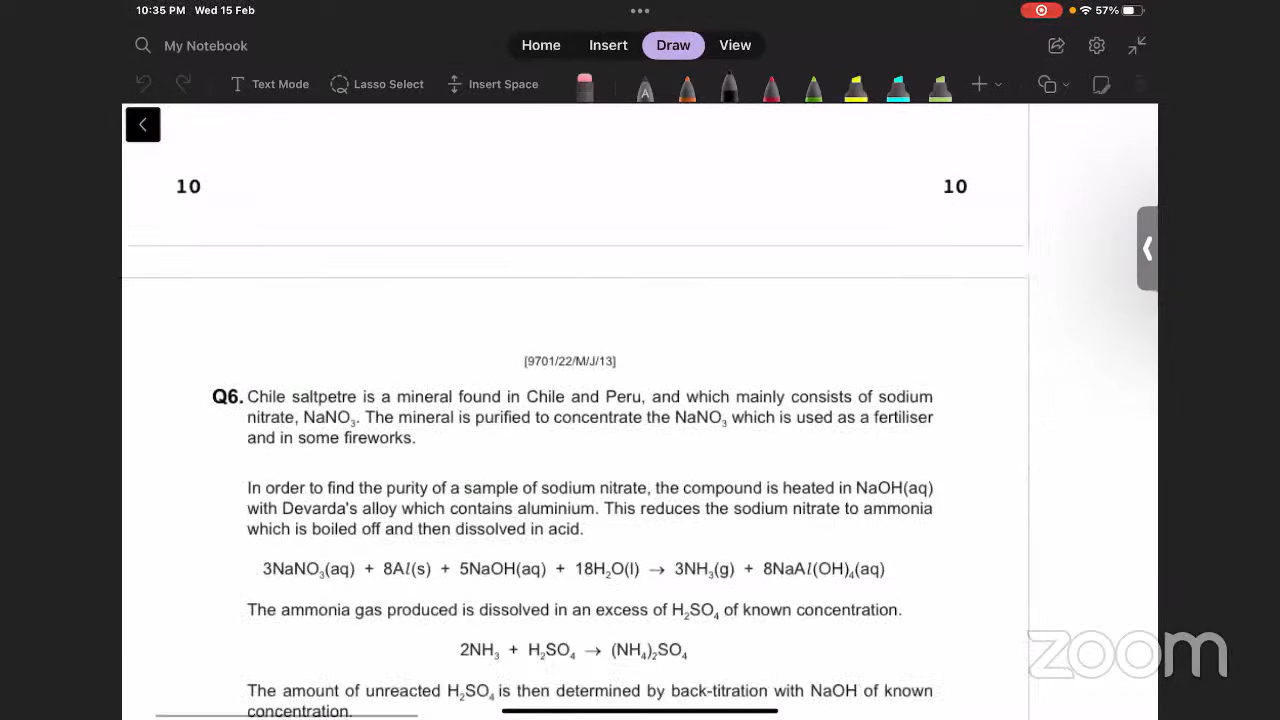 10:35 PM Wed 15 Feb
57%
My Notebook
Home Insert Draw View
Text Mode Lasso Select Insert Space
A
10 10
[9701/22/M/J/13]
Q6. Chile saltpetre is a mineral found in Chile and Peru, and which mainly consists of sodium
nitrate, NaNO₃. The mineral is purified to concentrate the NaNO₃ which is used as a fertiliser
and in some fireworks.
In order to find the purity of a sample of sodium nitrate, the compound is heated in NaOH(aq)
with Devarda's alloy which contains aluminium. This reduces the sodium nitrate to ammonia
which is boiled off and then dissolved in acid.
3NaNO₃(aq) + 8Al(s) + 5NaOH(aq) + 18H₂O(l) → 3NH₃(g) + 8NaAl(OH)₄(aq)
The ammonia gas produced is dissolved in an excess of H₂SO₄ of known concentration.
2NH₃ + H₂SO₄ → (NH₄)₂SO₄
The amount of unreacted H₂SO₄ is then determined by back-titration with NaOH of known
concentration.
zoom